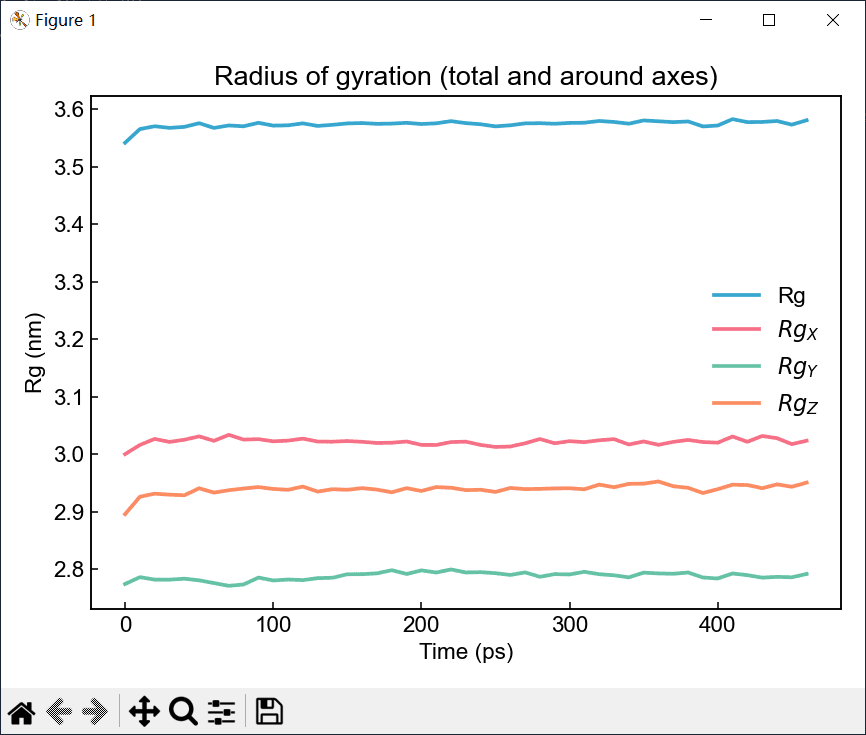 Figure 1
Radius of gyration (total and around axes)
3.6
3.5
3.4
3.3
3.2
3.1
3.0
2.9
2.8
Rg (nm)
Rg
Rg_X
Rg_Y
Rg_Z
0 100 200 300 400
Time (ps)